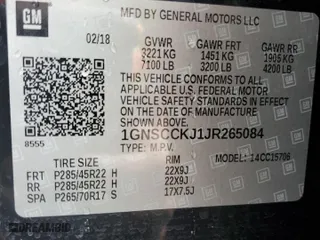 GM
MFD BY GENERAL MOTORS LLC
02/18 GVWR GAWR FRT GAWR RR
3221 KG 1451 KG 1905 KG
7100 LB 3200 LB 4200 LB
THIS VEHICLE CONFORMS TO ALL
APPLICABLE U.S. FEDERAL MOTOR
VEHICLE SAFETY STANDARDS
IN EFFECT ON THE DATE OF MANUFACTURE
SHOWN ABOVE.
1GNSCCKJ1JR265084
8555 TYPE: M.P.V. MODEL: 14CC15706
TIRE SIZE RIM
FRT P285/45R22 H 22X9J
RR P285/45R22 H 22X9J
SPA P265/70R17 S 17X7.5J